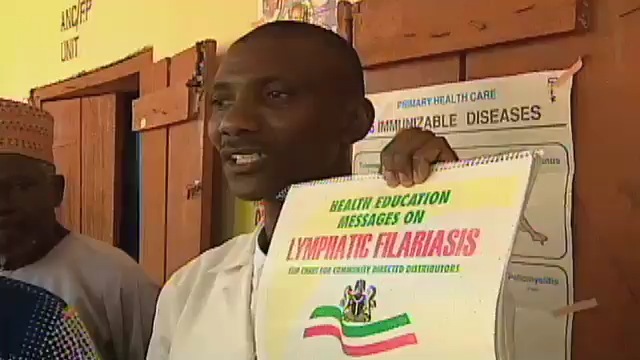 ANC/FP
UNIT
PRIMARY HEALTH CARE
IMMUNIZABLE DISEASES
HEALTH EDUCATION
MESSAGES ON
LYMPHATIC FILARIASIS
FLIP CHART FOR COMMUNITY DIRECTED DISTRIBUTORS
Poliomyelitis